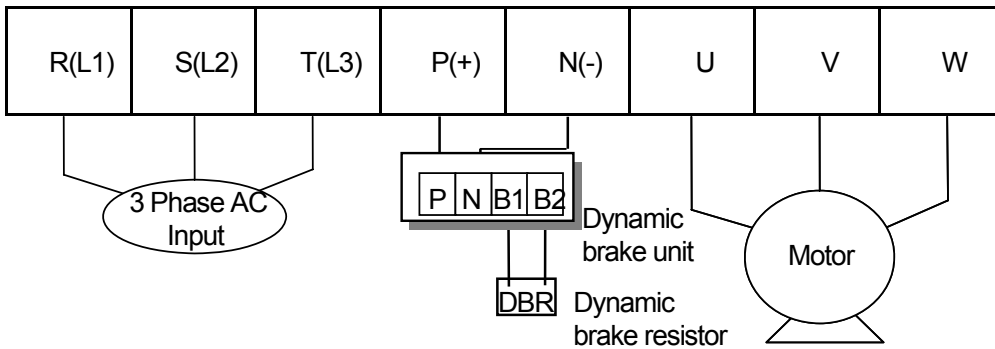 R(L1) S(L2) T(L3) P(+) N(-) U V W
3 Phase AC
Input
P N B1 B2
Dynamic
brake unit
Motor
DBR
Dynamic
brake resistor